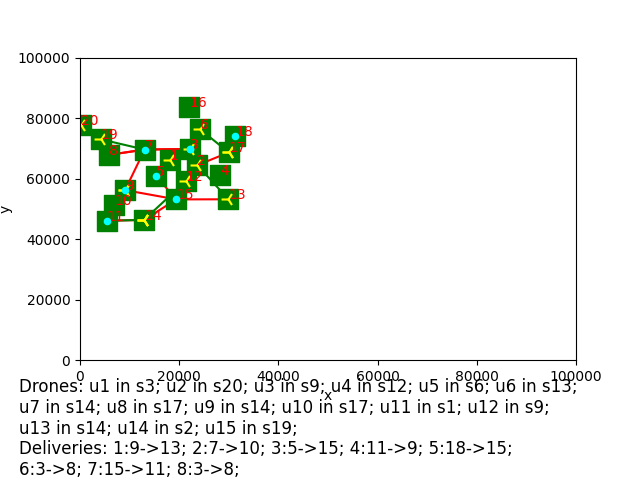 100000
80000
60000
40000
20000
0
y
0 20000 40000 60000 80000 100000
x
16
18
13
14
Drones: u1 in s3; u2 in s20; u3 in s9; u4 in s12; u5 in s6; u6 in s13;
u7 in s14; u8 in s17; u9 in s14; u10 in s17; u11 in s1; u12 in s9;
u13 in s14; u14 in s2; u15 in s19;
Deliveries: 1:9->13; 2:7->10; 3:5->15; 4:11->9; 5:18->15;
6:3->8; 7:15->11; 8:3->8;